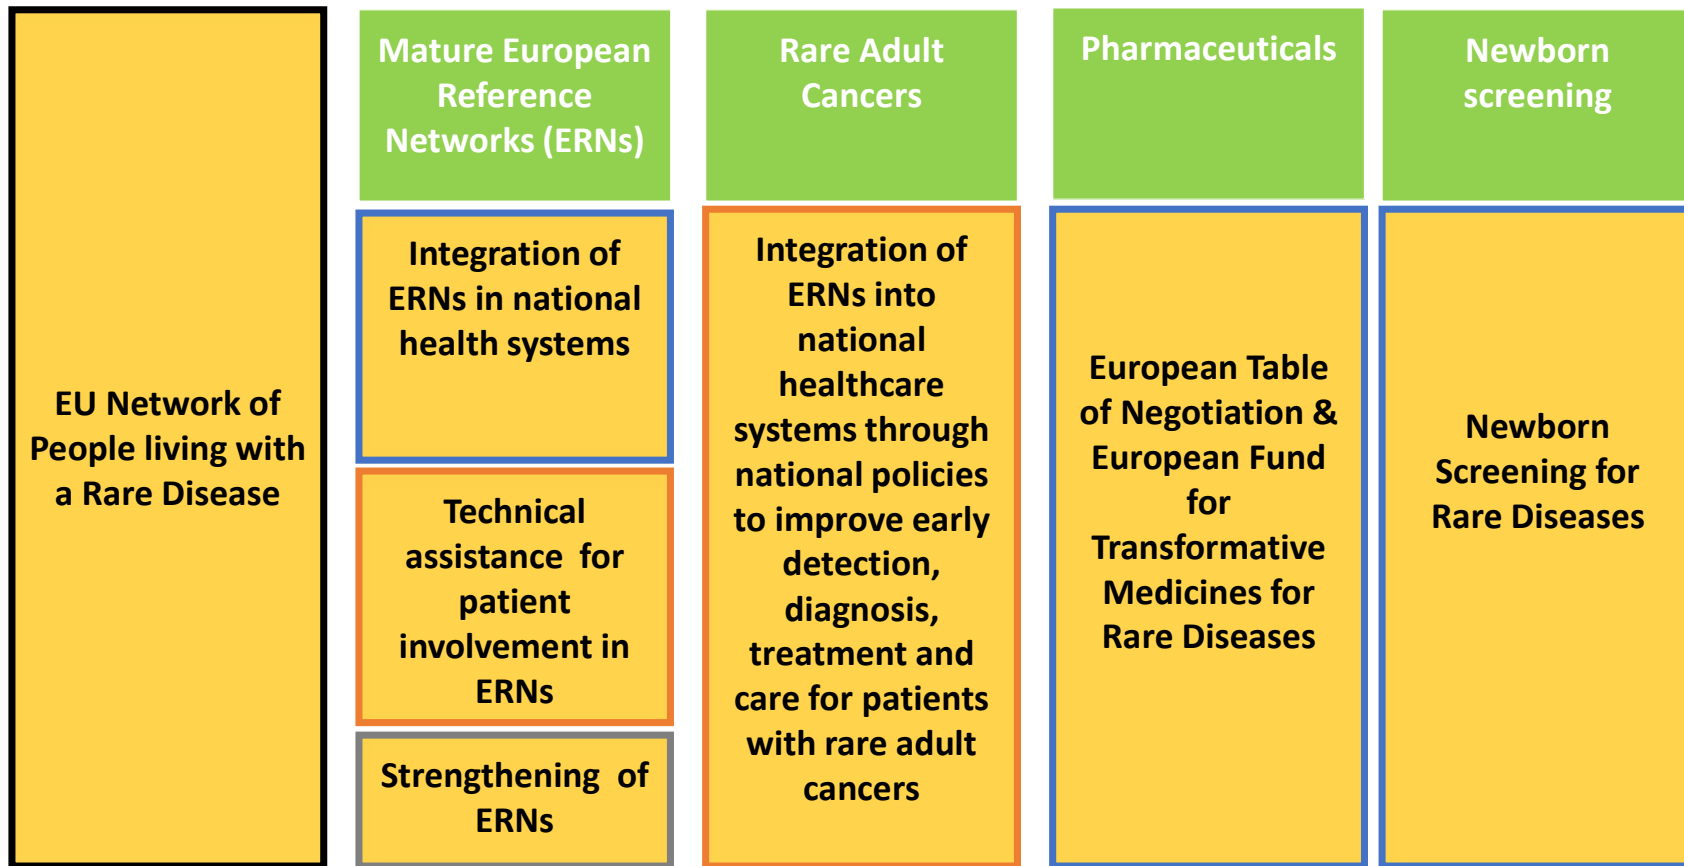 EU Network of
People living with
a Rare Disease
Mature European
Reference
Networks (ERNs)
Integration of
ERNs in national
health systems
Technical
assistance  for
patient
involvement in
ERNs
Strengthening  of
ERNs
Rare Adult
Cancers
Integration of
ERNs into
national
healthcare
systems through
national policies
to improve early
detection,
diagnosis,
treatment and
care for patients
with rare adult
cancers
Pharmaceuticals
European Table
of Negotiation &
European Fund
for
Transformative
Medicines for
Rare Diseases
Newborn
screening
Newborn
Screening for
Rare Diseases